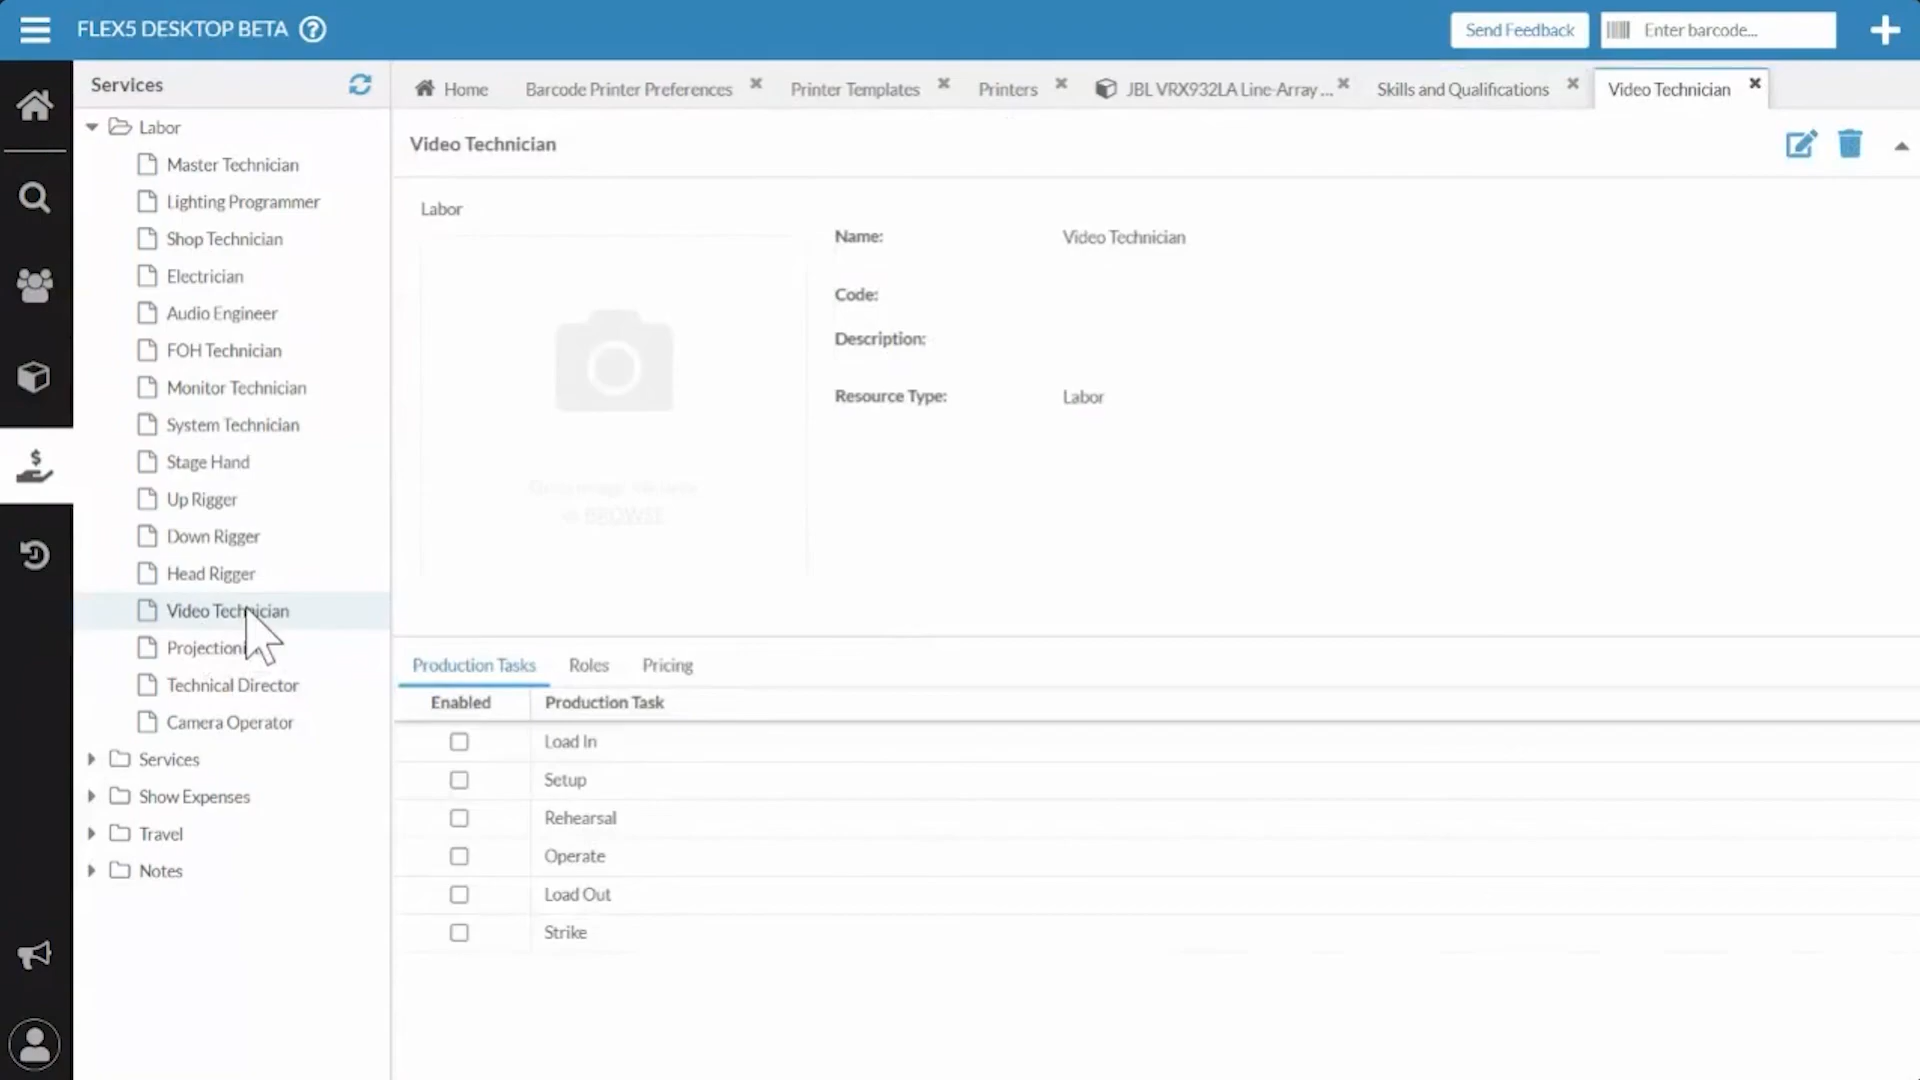 FLEX5 DESKTOP BETA ?
Send Feedback
Enter barcode...
Services
Home
Barcode Printer Preferences
Printer Templates
Printers
JBL VRX932LA Line-Array ...
Skills and Qualifications
Video Technician
Labor
Master Technician
Lighting Programmer
Shop Technician
Electrician
Audio Engineer
FOH Technician
Monitor Technician
System Technician
Stage Hand
Up Rigger
Down Rigger
Head Rigger
Video Technician
Technical Director
Camera Operator
Services
Show Expenses
Travel
Notes
Video Technician
Labor
BROWSE
Name: Video Technician
Code:
Description:
Resource Type: Labor
Production Tasks Roles Pricing
Enabled Production Task
Load In
Setup
Rehearsal
Operate
Load Out
Strike